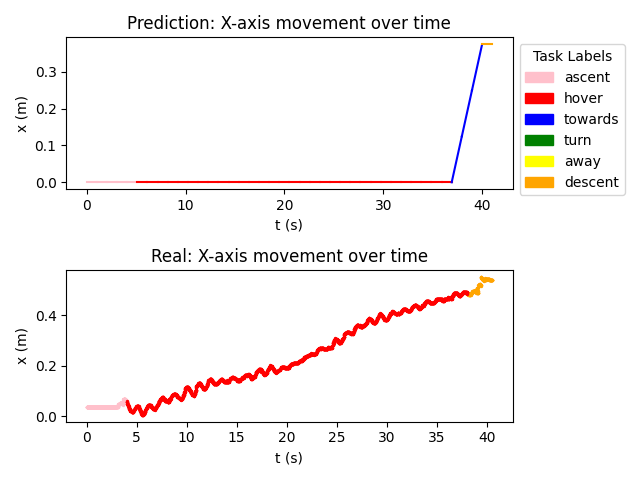 Prediction: X-axis movement over time
x (m)
0.3
0.2
0.1
0.0
0 10 20 30 40
t (s)
Task Labels
ascent
hover
towards
turn
away
descent
Real: X-axis movement over time
x (m)
0.4
0.2
0.0
0 5 10 15 20 25 30 35 40
t (s)